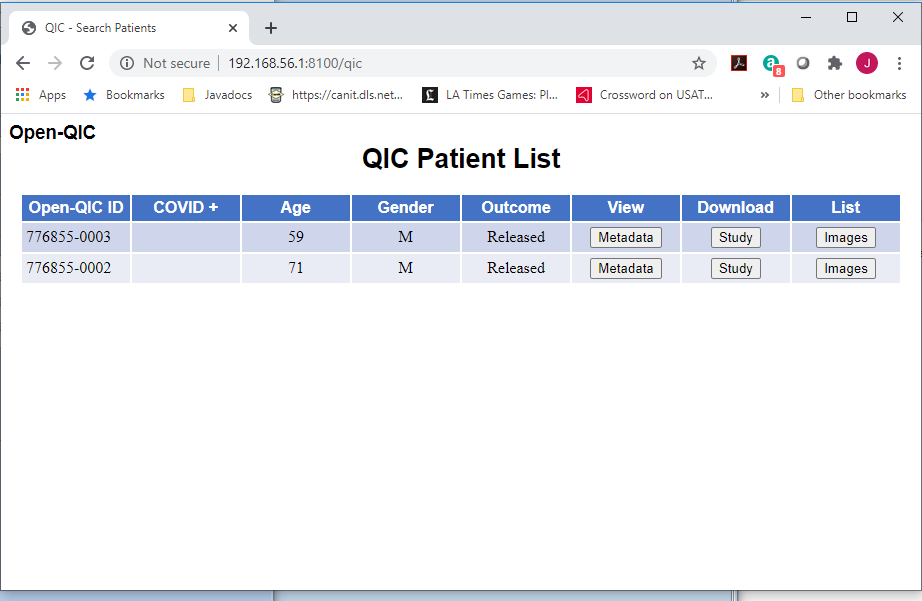 QIC - Search Patients
Not secure 192.168.56.1:8100/qic
a 8 J
Apps Bookmarks Javadocs https://canit.dls.net... L LA Times Games: Pl... Crossword on USAT... » Other bookmarks
Open-QIC
QIC Patient List
Open-QIC ID COVID + Age Gender Outcome View Download List
776855-0003 59 M Released Metadata Study Images
776855-0002 71 M Released Metadata Study Images